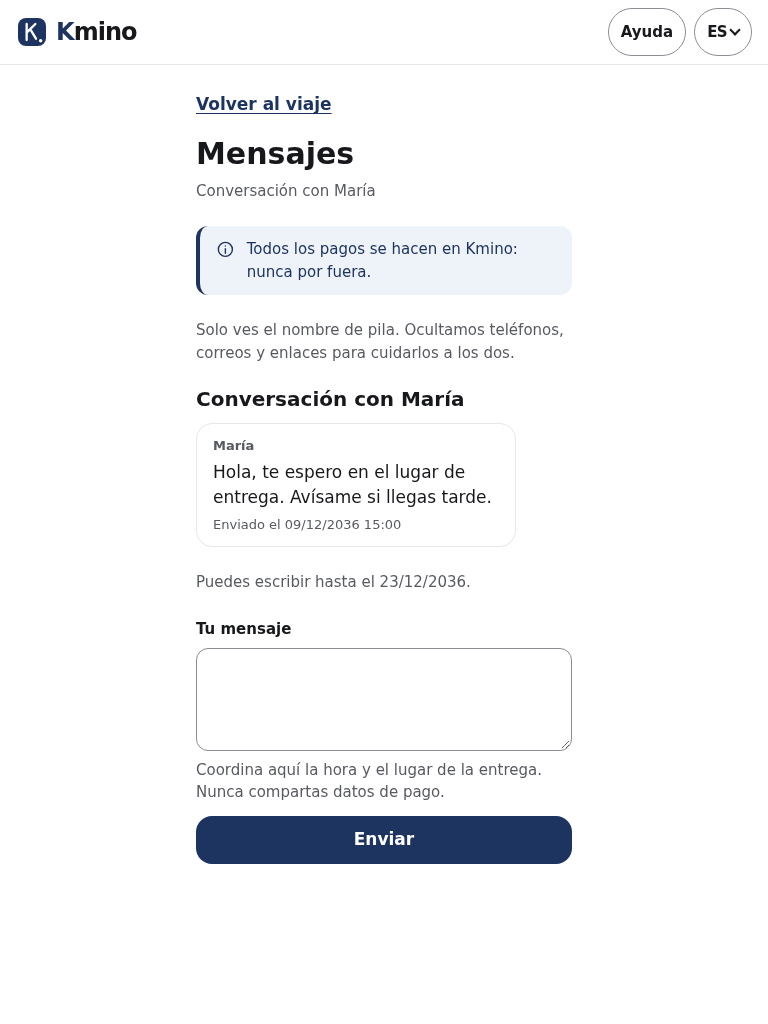 Kmino
Ayuda
ES
Volver al viaje
Mensajes
Conversación con María
Todos los pagos se hacen en Kmino:
nunca por fuera.
Solo ves el nombre de pila. Ocultamos teléfonos,
correos y enlaces para cuidarlos a los dos.
Conversación con María
María
Hola, te espero en el lugar de
entrega. Avísame si llegas tarde.
Enviado el 09/12/2036 15:00
Puedes escribir hasta el 23/12/2036.
Tu mensaje
Coordina aquí la hora y el lugar de la entrega.
Nunca compartas datos de pago.
Enviar